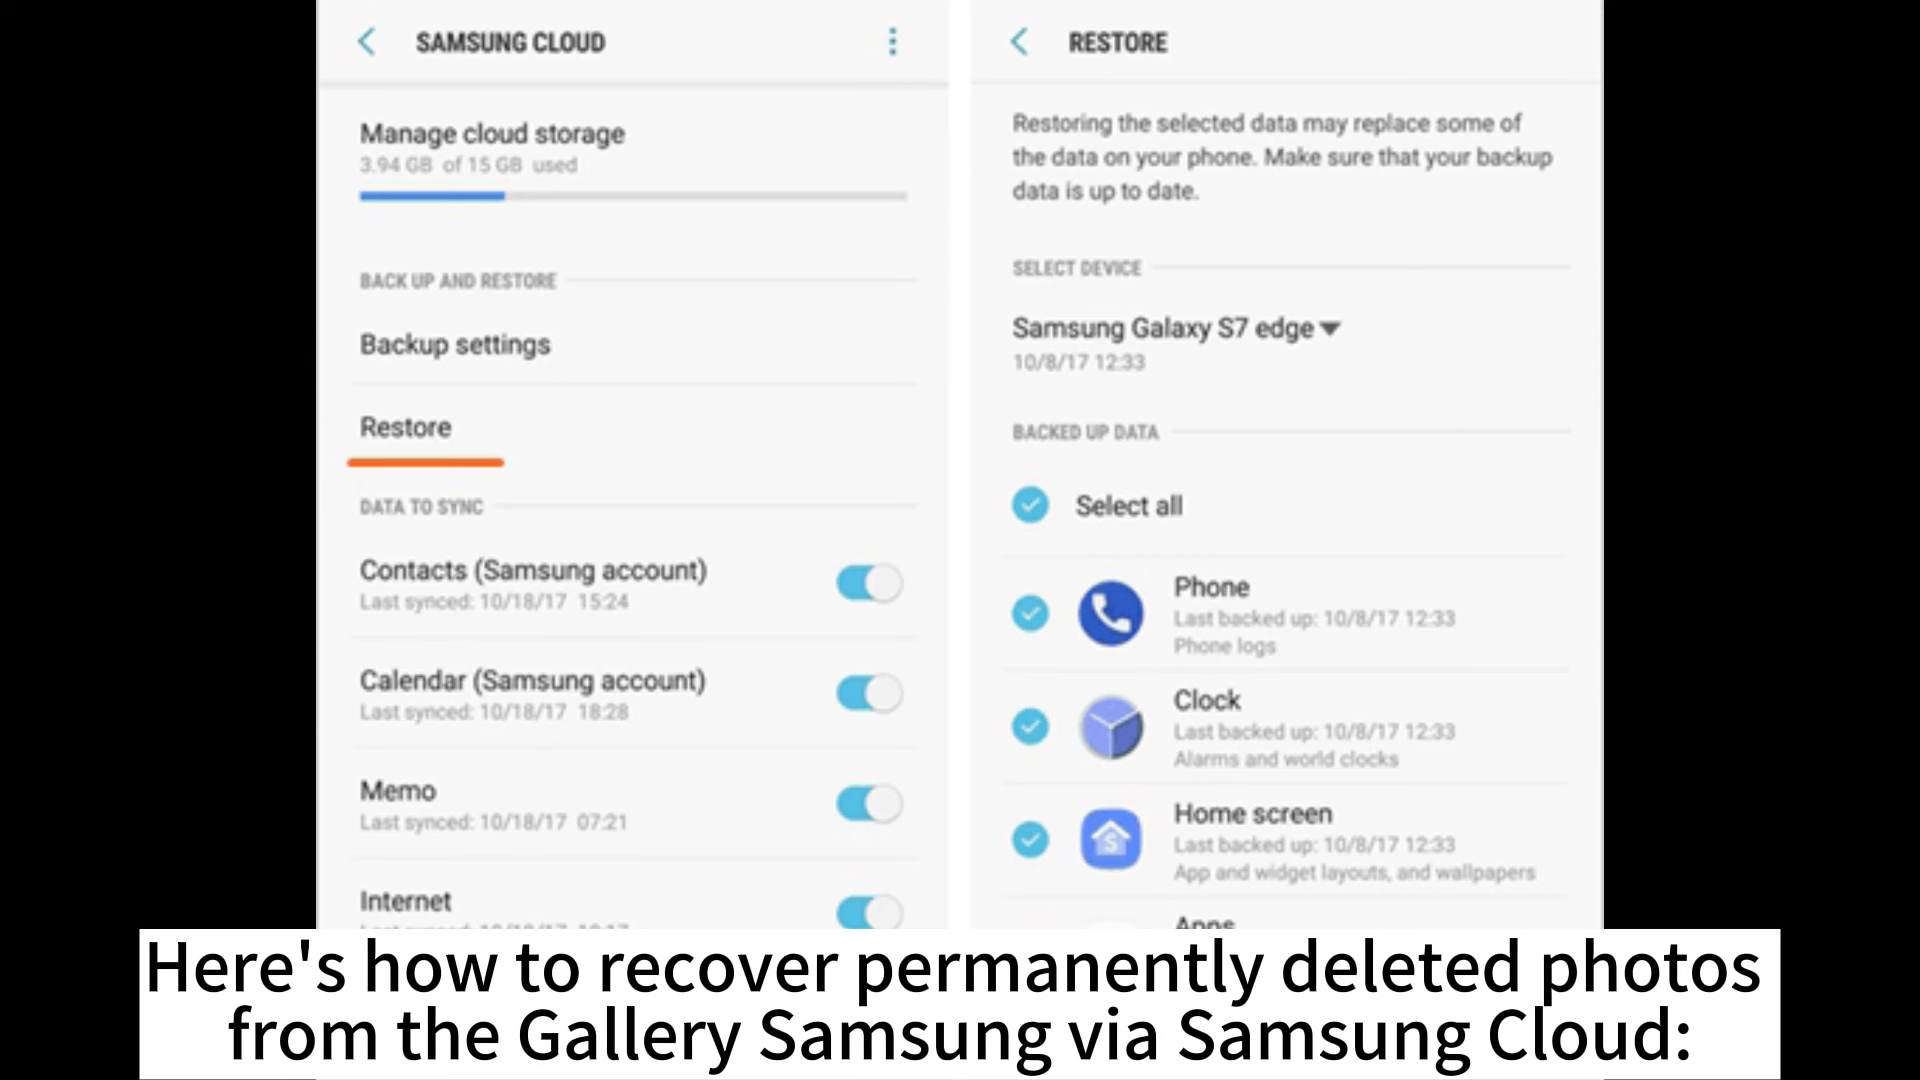 SAMSUNG CLOUD
Manage cloud storage
3.94 GB of 15 GB used
BACK UP AND RESTORE
Backup settings
Restore
DATA TO SYNC
Contacts (Samsung account)
Last synced: 10/18/17 15:24
Calendar (Samsung account)
Last synced: 10/18/17 18:28
Memo
Last synced: 10/18/17 07:21
Internet
RESTORE
Restoring the selected data may replace some of
the data on your phone. Make sure that your backup
data is up to date.
SELECT DEVICE
Samsung Galaxy S7 edge
10/8/17 12:33
BACKED UP DATA
Select all
Phone
Last backed up: 10/8/17 12:33
Phone logs
Clock
Last backed up: 10/8/17 12:33
Alarms and world clocks
Home screen
Last backed up: 10/8/17 12:33
App and widget layouts, and wallpapers
Apps
Here's how to recover permanently deleted photos
from the Gallery Samsung via Samsung Cloud: